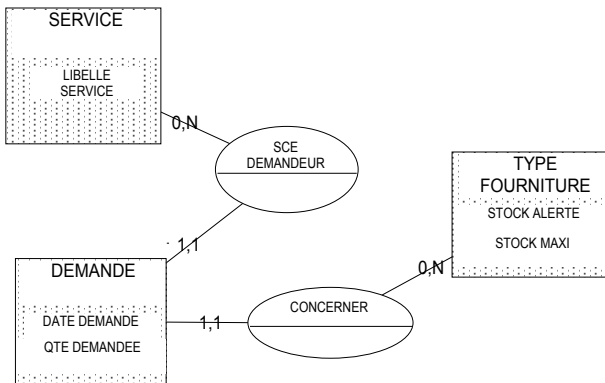 SERVICE
LIBELLE
SERVICE
0,N
SCE
DEMANDEUR
TYPE
FOURNITURE
STOCK ALERTE
STOCK MAXI
1,1
0,N
DEMANDE
DATE DEMANDE
QTE DEMANDEE
1,1
CONCERNER